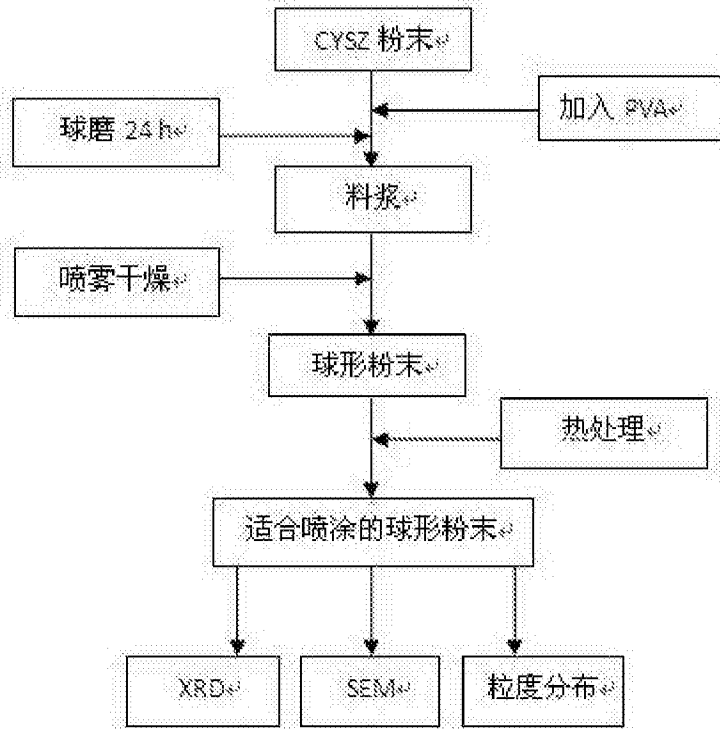 CYSZ 粉末
加入 PVA
球磨 24 h
料浆
喷雾干燥
球形粉末
热处理
适合喷涂的球形粉末
XRD
SEM
粒度分布